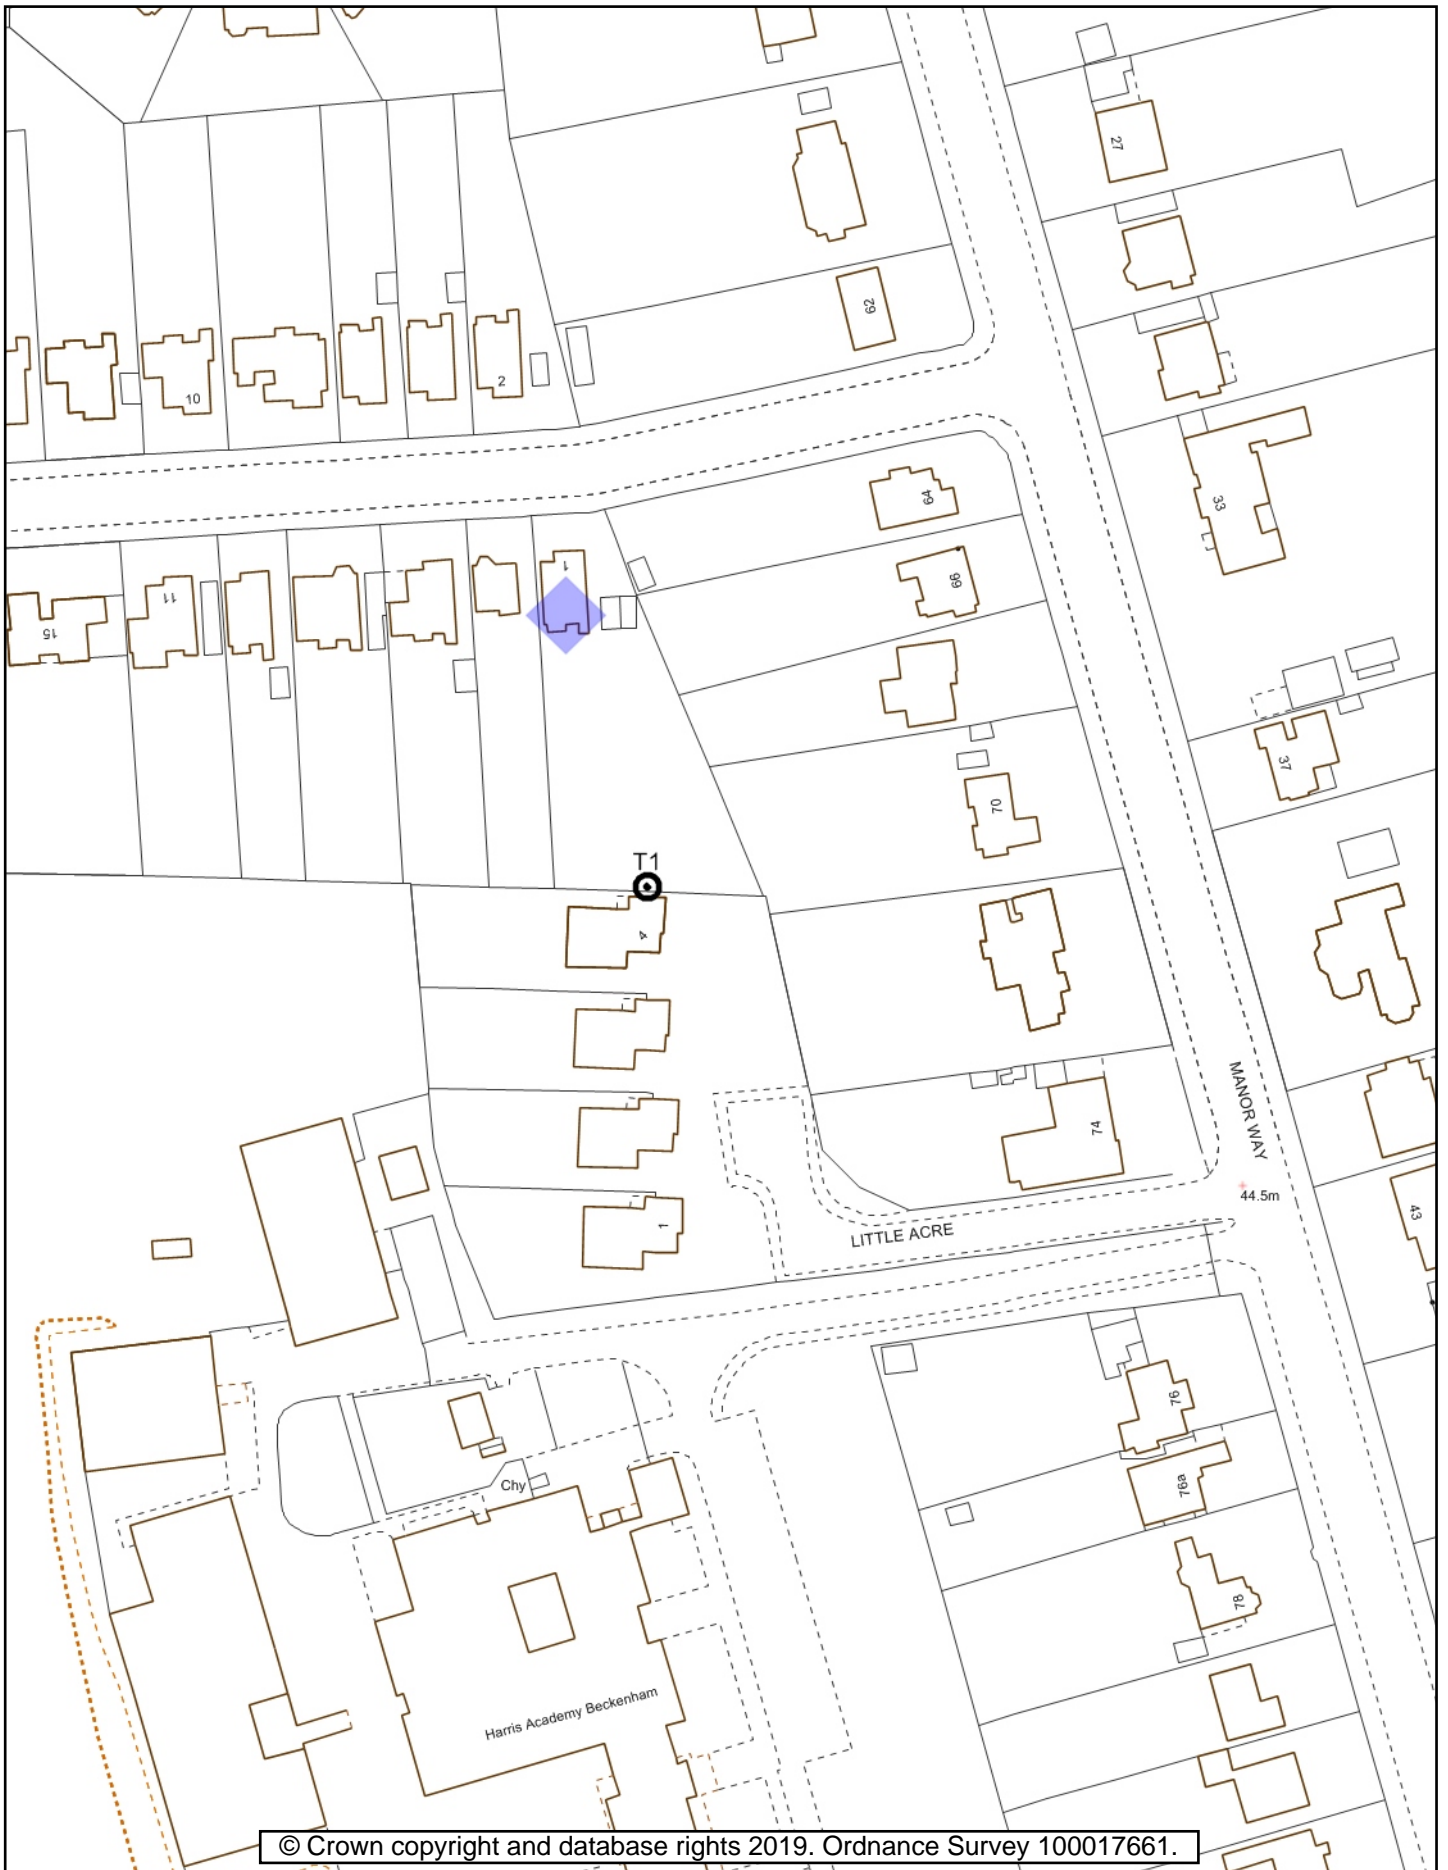 27
62
2
10
64
33
1
66
11
15
37
70
T1
4
MANOR WAY
74
44.5m
43
1
LITTLE ACRE
76
76a
Chy
78
Harris Academy Beckenham
© Crown copyright and database rights 2019. Ordnance Survey 100017661.